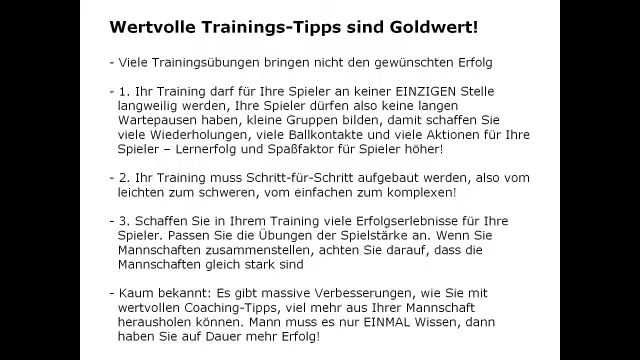 Wertvolle Trainings-Tipps sind Goldwert!
- Viele Trainingsübungen bringen nicht den gewünschten Erfolg
- 1. Ihr Training darf für Ihre Spieler an keiner EINZIGEN Stelle
langweilig werden, Ihre Spieler dürfen also keine langen
Wartepausen haben, kleine Gruppen bilden, damit schaffen Sie
viele Wiederholungen, viele Ballkontakte und viele Aktionen für Ihre
Spieler – Lernerfolg und Spaßfaktor für Spieler höher!
- 2. Ihr Training muss Schritt-für-Schritt aufgebaut werden, also vom
leichten zum schweren, vom einfachen zum komplexen!
- 3. Schaffen Sie in Ihrem Training viele Erfolgserlebnisse für Ihre
Spieler. Passen Sie die Übungen der Spielstärke an. Wenn Sie
Mannschaften zusammenstellen, achten Sie darauf, dass die
Mannschaften gleich stark sind
- Kaum bekannt: Es gibt massive Verbesserungen, wie Sie mit
wertvollen Coaching-Tipps, viel mehr aus Ihrer Mannschaft
herausholen können. Mann muss es nur EINMAL Wissen, dann
haben Sie auf Dauer mehr Erfolg!